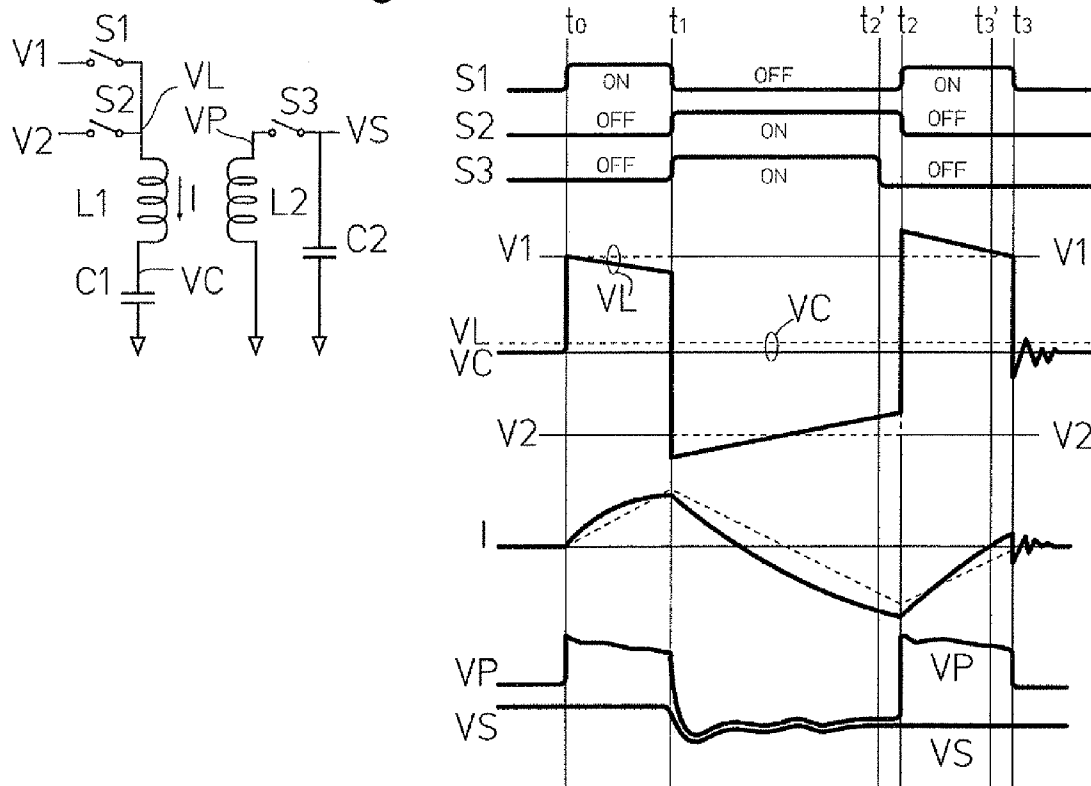 S1
V1
VL
S2
S3
VP
V2
VS
L1
I
L2
C2
C1
VC
t₀ t₁ t₂' t₂ t₃' t₃
S1 ON OFF ON
S2 OFF ON OFF
S3 OFF ON OFF
V1 V1
VL
VC
VL
VC
V2 V2
I
VP VP
VS VS